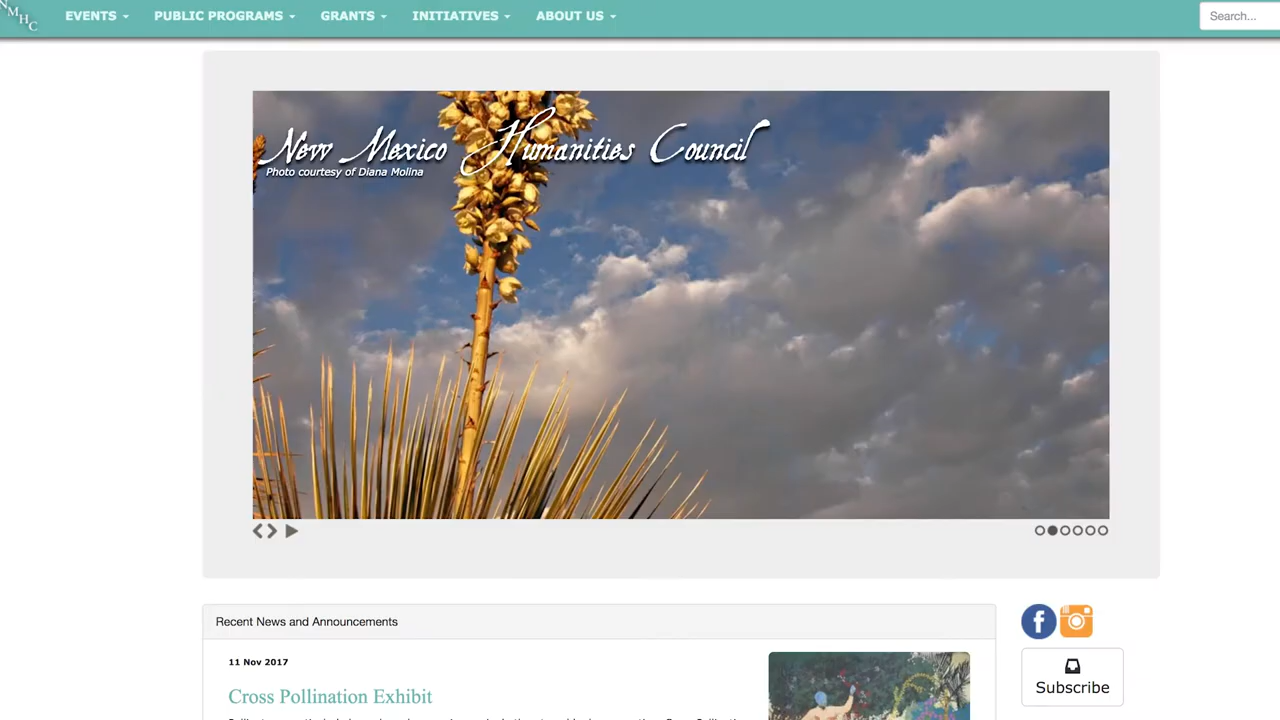 NMHC
EVENTS PUBLIC PROGRAMS GRANTS INITIATIVES ABOUT US Search...
New Mexico Humanities Council
Photo courtesy of Diana Molina
Recent News and Announcements
11 Nov 2017
Cross Pollination Exhibit
Subscribe